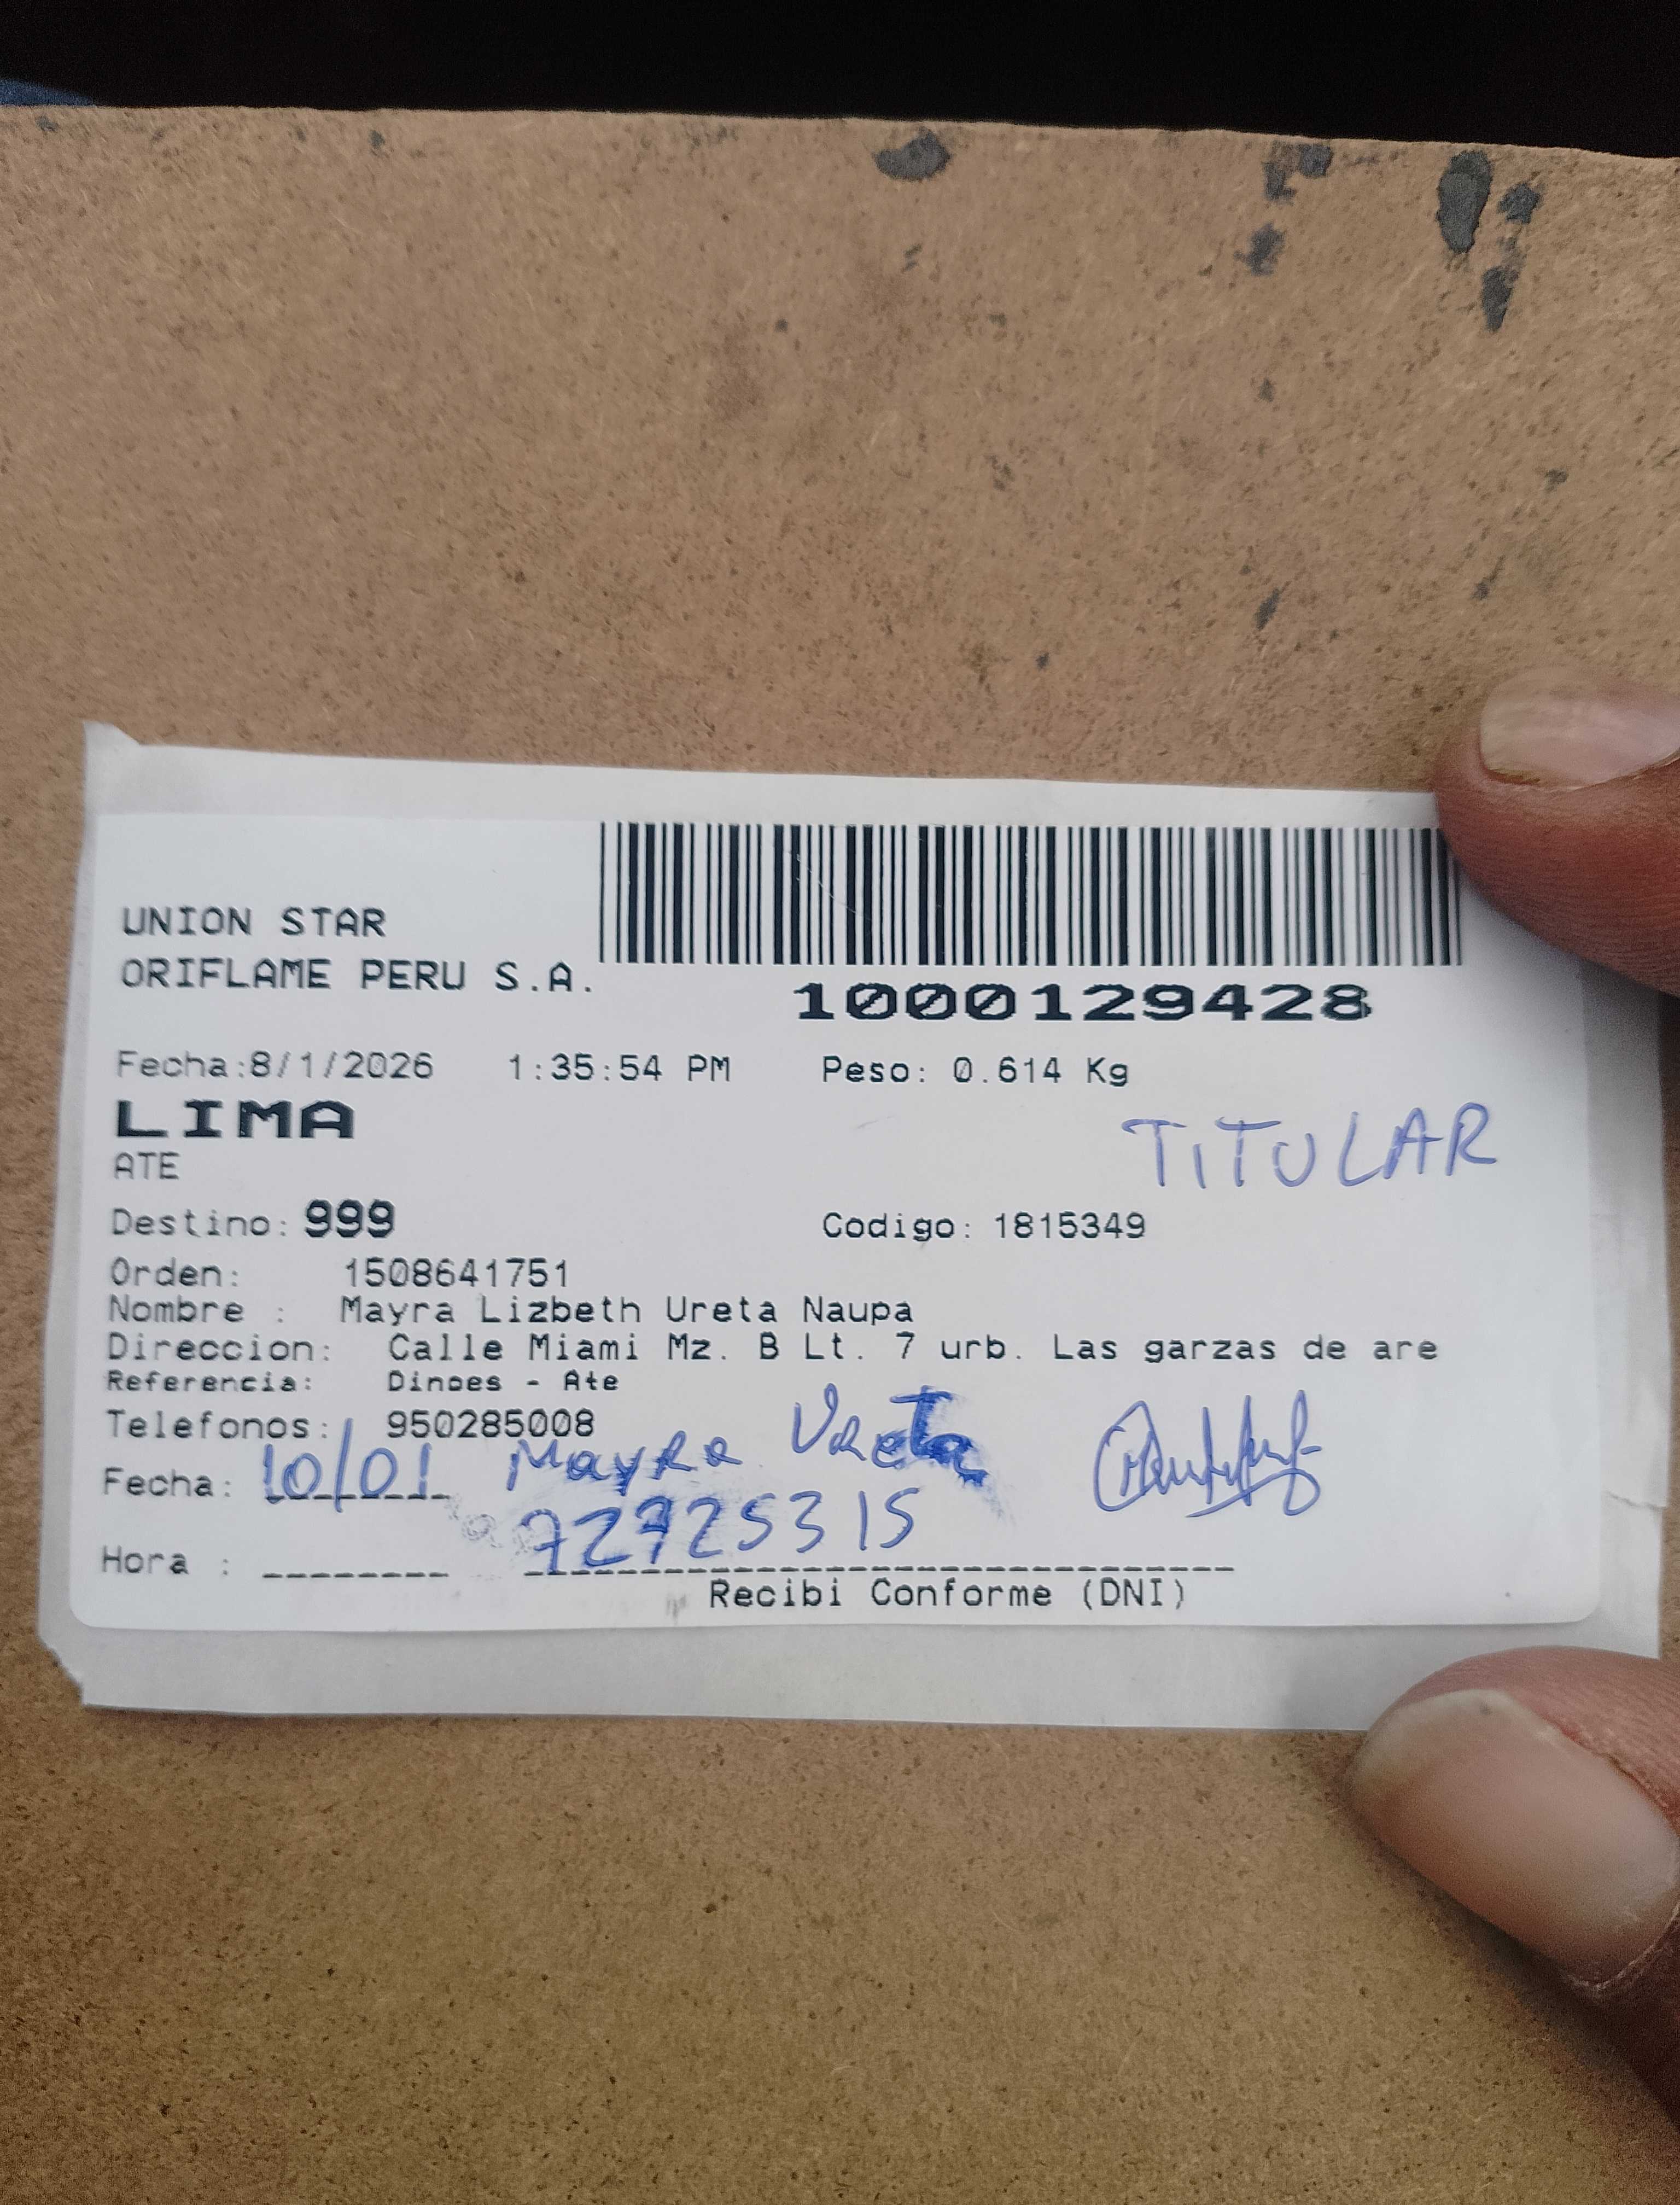 UNION STAR
ORIFLAME PERU S.A.
1000129428
Fecha:8/1/2026 1:35:54 PM Peso: 0.614 Kg
LIMA
TITULAR
ATE
Destino: 999 Codigo: 1815349
Orden: 1508641751
Nombre : Mayra Lizbeth Ureta Naupa
Direccion: Calle Miami Mz. B Lt. 7 urb. Las garzas de are
Referencia: Dinoes - Ate
Telefonos: 950285008
Fecha: 10/01 Mayra Ureta
72725315
Hora :
Recibi Conforme (DNI)